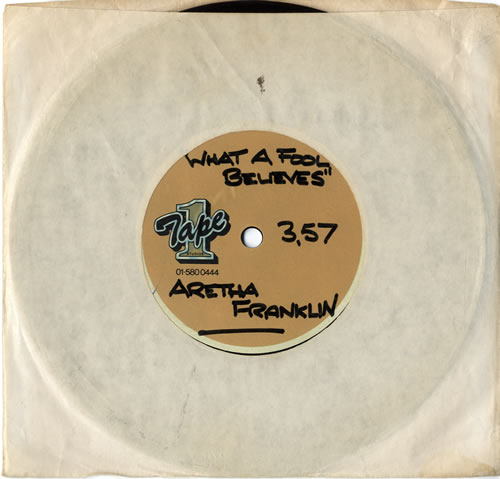 WHAT A FOOL
BELIEVES"
1
Tape
3,57
01-580 0444
ARETHA
FRANKLIN